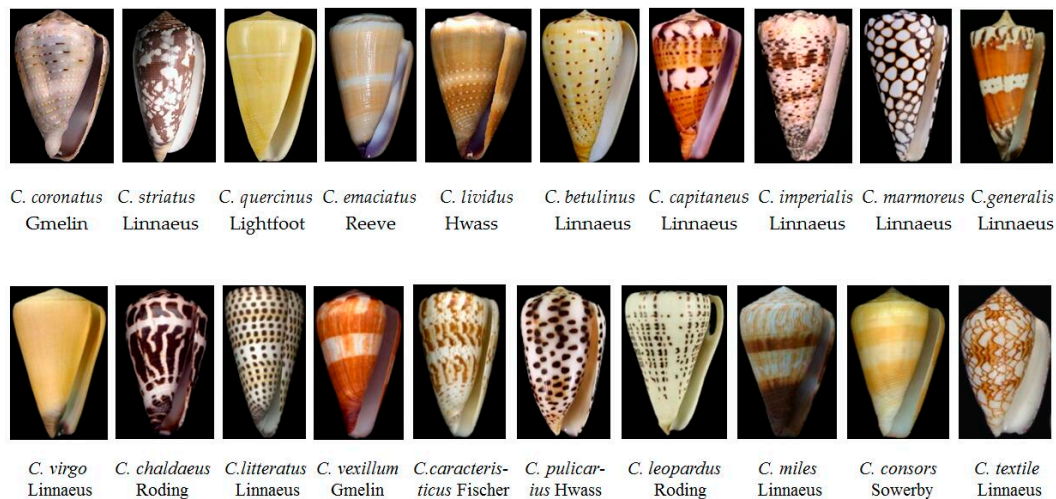 C. coronatus C. striatus C. quercinus C. emaciatus C. lividus C. betulinus C. capitaneus C. imperialis C. marmoreus C.generalis
Gmelin Linnaeus Lightfoot Reeve Hwass Linnaeus Linnaeus Linnaeus Linnaeus Linnaeus
C. virgo C. chaldaeus C.litteratus C. vexillum C.caracteris- C. pulicar- C. leopardus C. miles C. consors C. textile
Linnaeus Roding Linnaeus Gmelin ticus Fischer ius Hwass Roding Linnaeus Sowerby Linnaeus